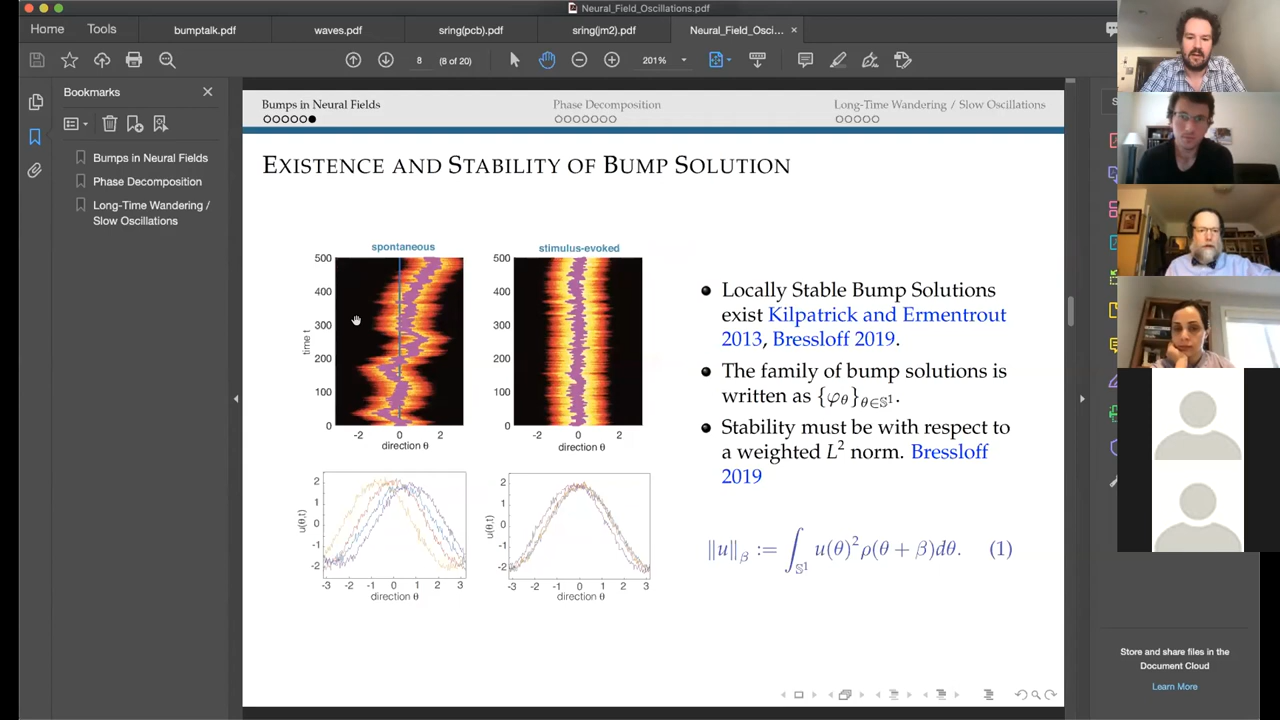 Neural_Field_Oscillations.pdf
Home
Tools
bumptalk.pdf
waves.pdf
sring(pcb).pdf
sring(jm2).pdf
Neural_Field_Osci...
8
(8 of 20)
201%
Bookmarks
Bumps in Neural Fields
Phase Decomposition
Long-Time Wandering /
Slow Oscillations
Bumps in Neural Fields
Phase Decomposition
Long-Time Wandering / Slow Oscillations
EXISTENCE AND STABILITY OF BUMP SOLUTION
spontaneous
stimulus-evoked
500
400
300
200
100
0
time t
-2 0 2
direction θ
500
400
300
200
100
0
-2 0 2
direction θ
2
1
0
-1
-2
u(θ,t)
-3 -2 -1 0 1 2 3
direction θ
2
1
0
-1
-2
u(θ,t)
-3 -2 -1 0 1 2 3
direction θ
Locally Stable Bump Solutions
exist Kilpatrick and Ermentrout
2013, Bressloff 2019.
The family of bump solutions is
written as {φ_θ}_{θ∈𝕊¹}.
Stability must be with respect to
a weighted L² norm. Bressloff
2019
‖u‖_β := ∫_{𝕊¹} u(θ)²ρ(θ + β)dθ. (1)
Store and share files in the
Document Cloud
Learn More